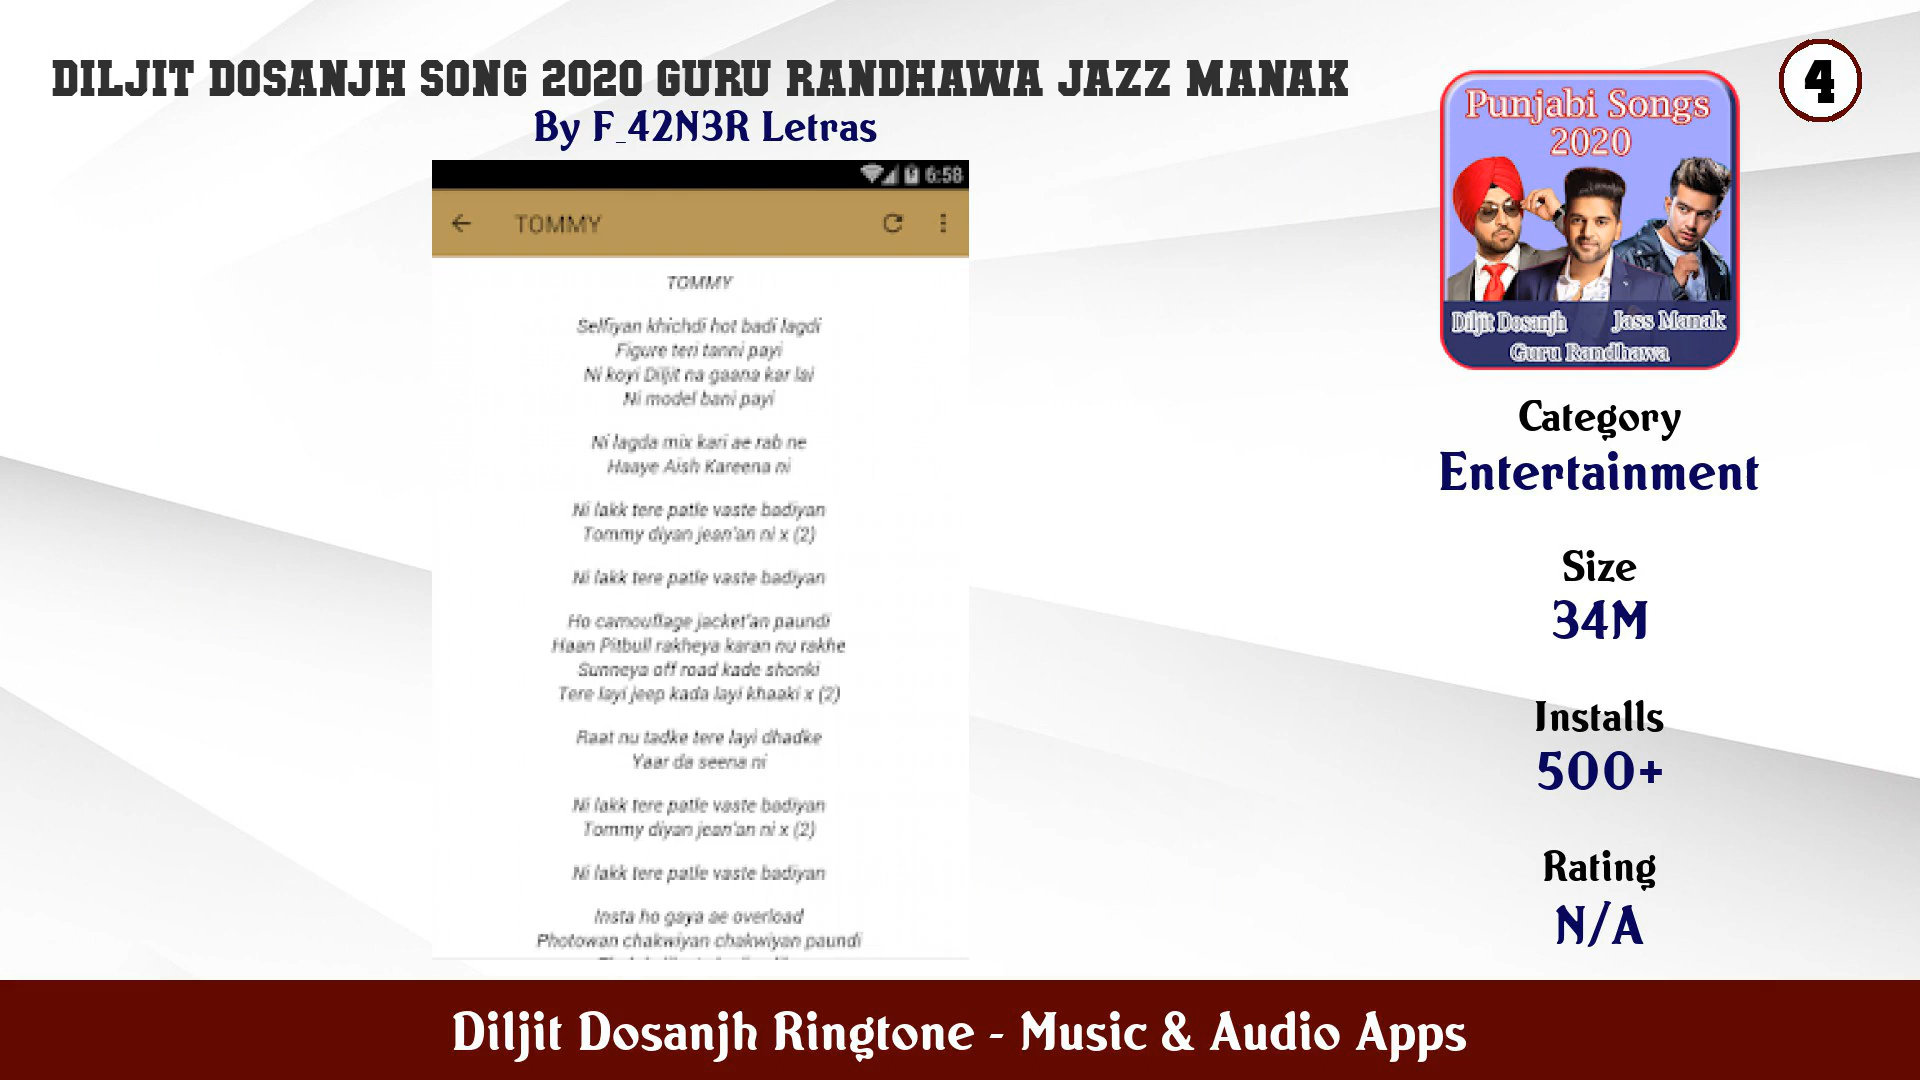 DILJIT DOSANJH SONG 2020 GURU RANDHAWA JAZZ MANAK
By F_42N3R Letras
6:58
TOMMY
TOMMY
Selfiyan khichdi hot badi lagdi
Figure teri tanni payi
Ni koyi Diljit na gaana kar lai
Ni model bani payi
Ni lagda mix kari ae rab ne
Haaye Aish Kareena ni
Ni lakk tere patle vaste badiyan
Tommy diyan jean'an ni x (2)
Ni lakk tere patle vaste badiyan
Ho camouflage jacket'an paundi
Haan Pitbull rakheya karan nu rakhe
Sunneya off road kade shonki
Tere layi jeep kada layi khaaki x (2)
Raat nu tadke tere layi dhadke
Yaar da seena ni
Ni lakk tere patle vaste badiyan
Tommy diyan jean'an ni x (2)
Ni lakk tere patle vaste badiyan
Insta ho gaya ae overload
Photowan chakwiyan chakwiyan paundi
4
Punjabi Songs
2020
Diljit Dosanjh
Jass Manak
Guru Randhawa
Category
Entertainment
Size
34M
Installs
500+
Rating
N/A
Diljit Dosanjh Ringtone - Music & Audio Apps